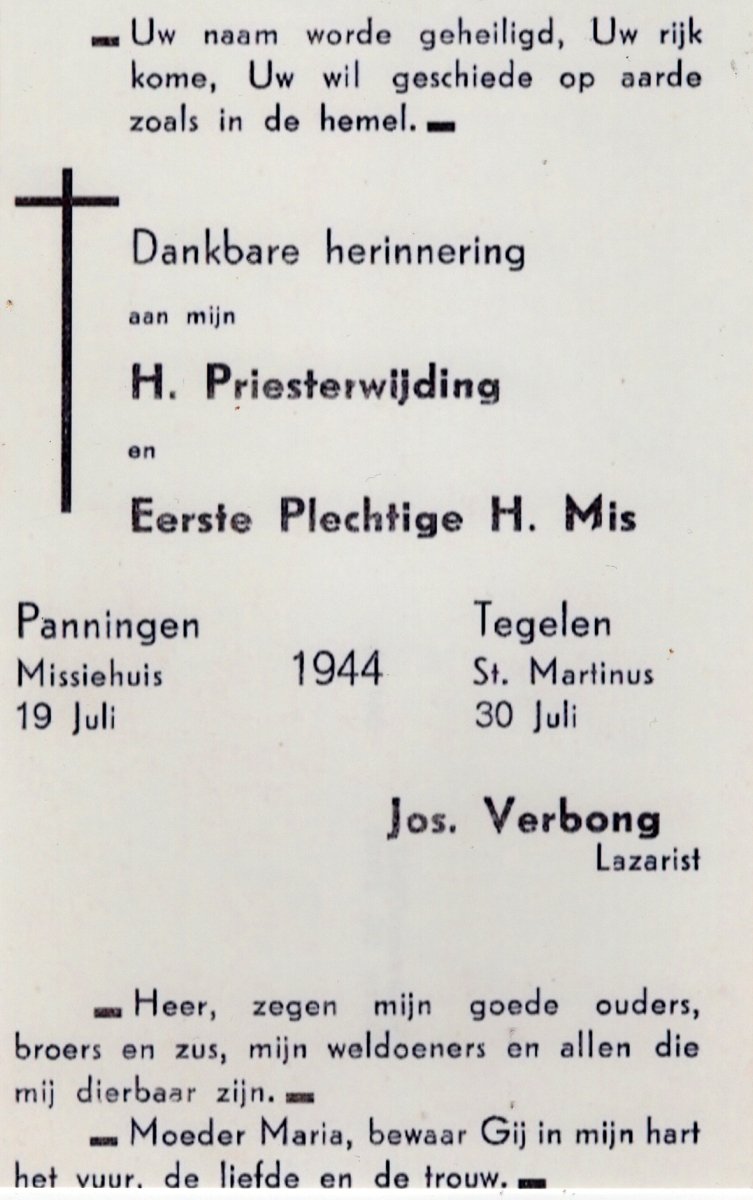 Uw naam worde geheiligd, Uw rijk
kome, Uw wil geschiede op aarde
zoals in de hemel.
Dankbare herinnering
aan mijn
H. Priesterwijding
en
Eerste Plechtige H. Mis
Panningen
Missiehuis
19 Juli
1944
Tegelen
St. Martinus
30 Juli
Jos. Verbong
Lazarist
Heer, zegen mijn goede ouders,
broers en zus, mijn weldoeners en allen die
mij dierbaar zijn.
Moeder Maria, bewaar Gij in mijn hart
het vuur, de liefde en de trouw.